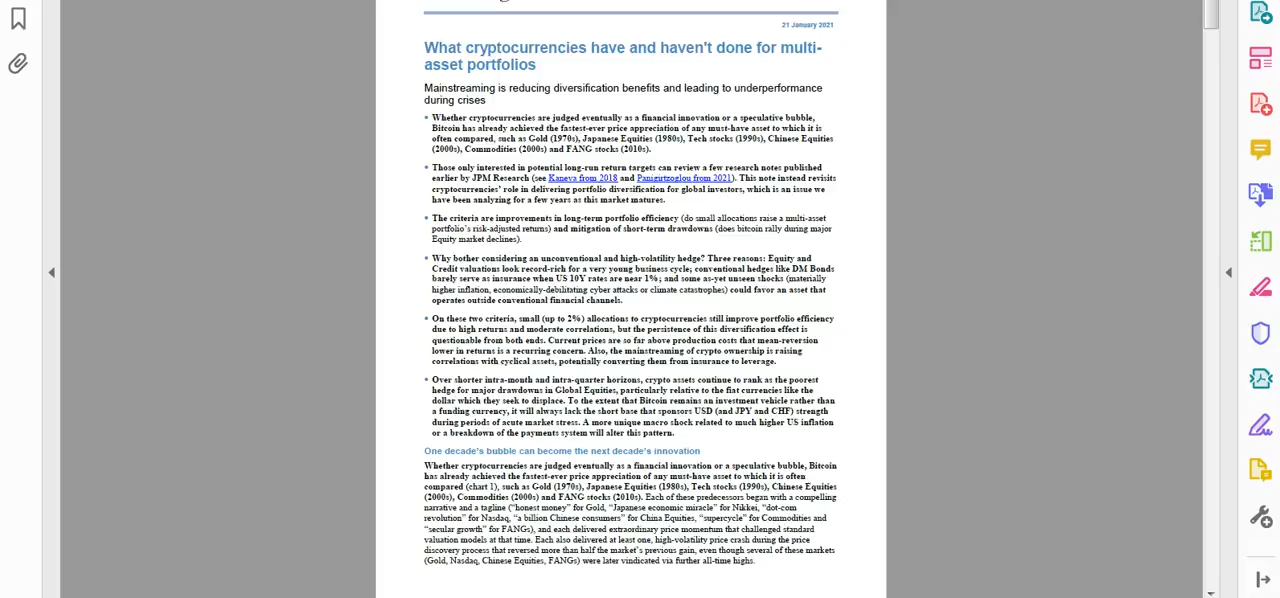 21 January 2021
What cryptocurrencies have and haven't done for multi-
asset portfolios
Mainstreaming is reducing diversification benefits and leading to underperformance
during crises
• Whether cryptocurrencies are judged eventually as a financial innovation or a speculative bubble,
Bitcoin has already achieved the fastest-ever price appreciation of any must-have asset to which it is
often compared, such as Gold (1970s), Japanese Equities (1980s), Tech stocks (1990s), Chinese Equities
(2000s), Commodities (2000s) and FANG stocks (2010s).
• Those only interested in potential long-run return targets can review a few research notes published
earlier by JPM Research (see Kaneva from 2018 and Panigirtzoglou from 2021). This note instead revisits
cryptocurrencies' role in delivering portfolio diversification for global investors, which is an issue we
have been analyzing for a few years as this market matures.
• The criteria are improvements in long-term portfolio efficiency (do small allocations raise a multi-asset
portfolio's risk-adjusted returns) and mitigation of short-term drawdowns (does bitcoin rally during major
Equity market declines).
• Why bother considering an unconventional and high-volatility hedge? Three reasons: Equity and
Credit valuations look record-rich for a very young business cycle; conventional hedges like DM Bonds
barely serve as insurance when US 10Y rates are near 1%; and some as-yet unseen shocks (materially
higher inflation, economically-debilitating cyber attacks or climate catastrophes) could favor an asset that
operates outside conventional financial channels.
• On these two criteria, small (up to 2%) allocations to cryptocurrencies still improve portfolio efficiency
due to high returns and moderate correlations, but the persistence of this diversification effect is
questionable from both ends. Current prices are so far above production costs that mean-reversion
lower in returns is a recurring concern. Also, the mainstreaming of crypto ownership is raising
correlations with cyclical assets, potentially converting them from insurance to leverage.
• Over shorter intra-month and intra-quarter horizons, crypto assets continue to rank as the poorest
hedge for major drawdowns in Global Equities, particularly relative to the fiat currencies like the
dollar which they seek to displace. To the extent that Bitcoin remains an investment vehicle rather than
a funding currency, it will always lack the short base that sponsors USD (and JPY and CHF) strength
during periods of acute market stress. A more unique macro shock related to much higher US inflation
or a breakdown of the payments system will alter this pattern.
One decade's bubble can become the next decade's innovation
Whether cryptocurrencies are judged eventually as a financial innovation or a speculative bubble, Bitcoin
has already achieved the fastest-ever price appreciation of any must-have asset to which it is often
compared (chart 1), such as Gold (1970s), Japanese Equities (1980s), Tech stocks (1990s), Chinese Equities
(2000s), Commodities (2000s) and FANG stocks (2010s). Each of these predecessors began with a compelling
narrative and a tagline (“honest money” for Gold, “Japanese economic miracle” for Nikkei, “dot-com
revolution” for Nasdaq, “a billion Chinese consumers” for China Equities, “supercycle” for Commodities and
“secular growth” for FANGs), and each delivered extraordinary price momentum that challenged standard
valuation models at that time. Each also delivered at least one, high-volatility price crash during the price
discovery process that reversed more than half the market's previous gain, even though several of these markets
(Gold, Nasdaq, Chinese Equities, FANGs) were later vindicated via further all-time highs.